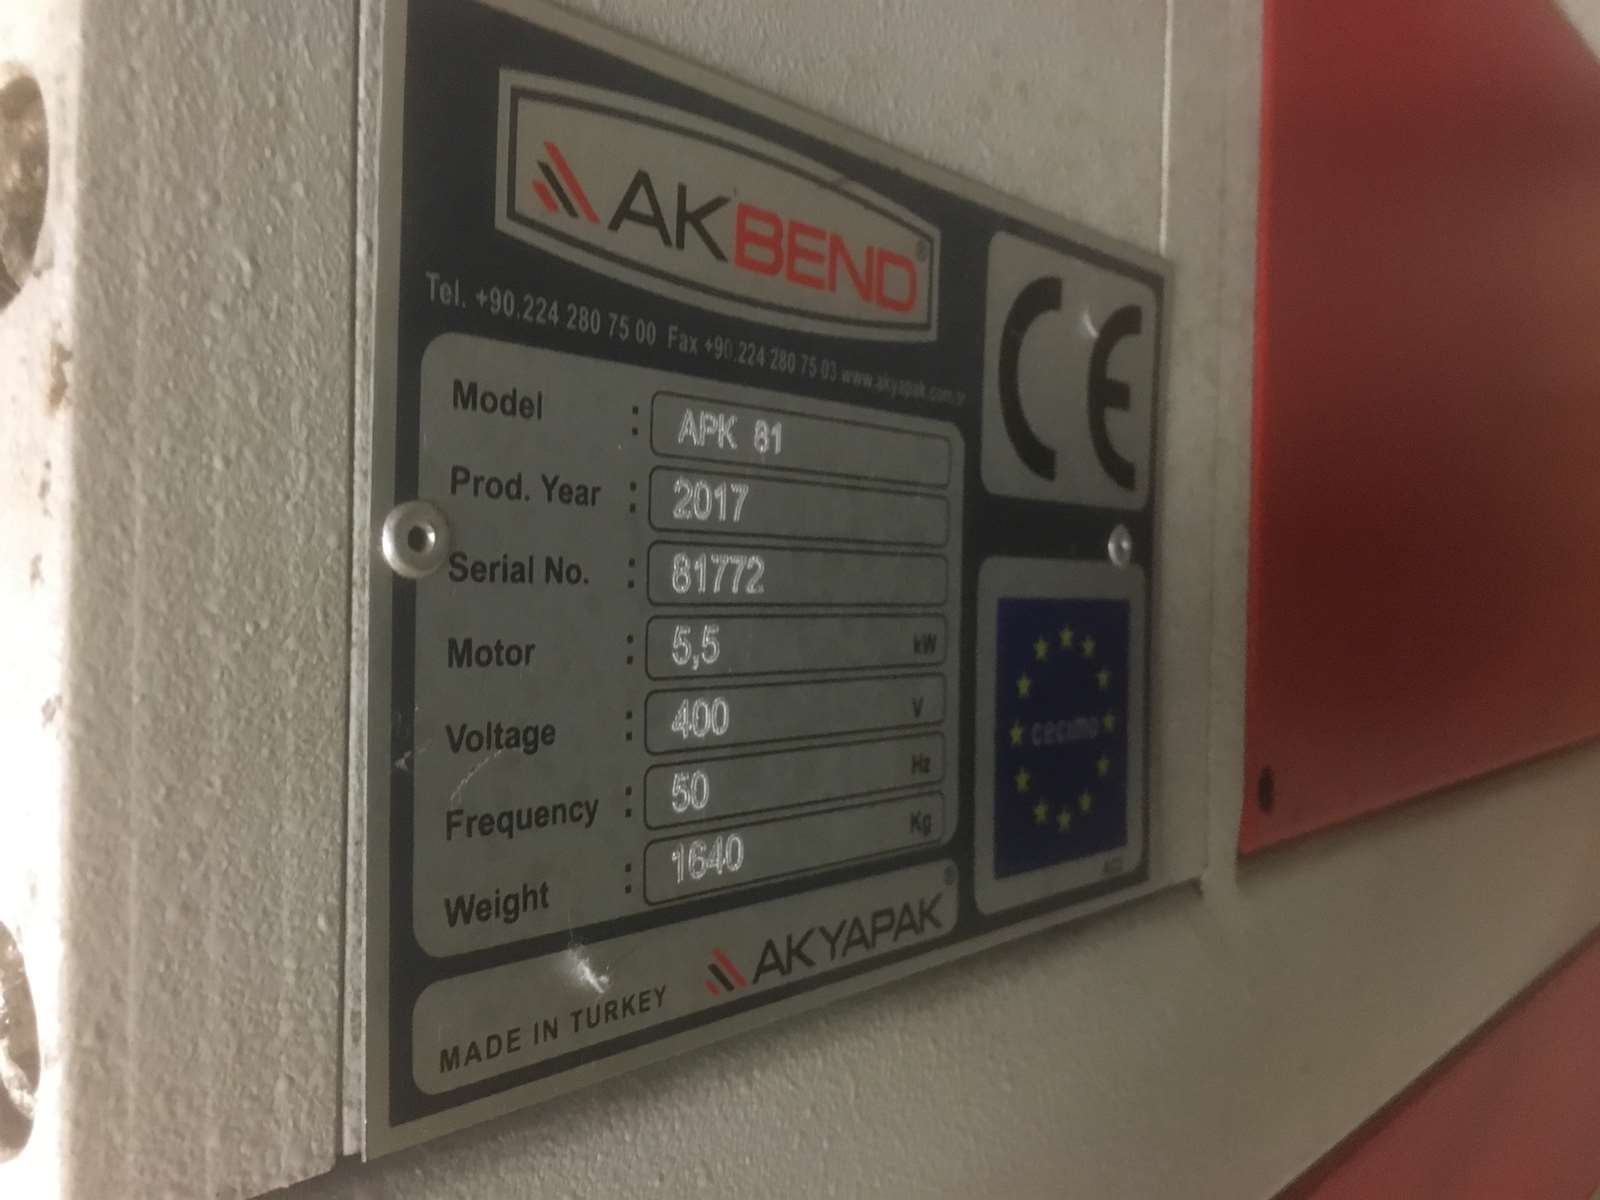 AKBEND®
Tel. +90.224 280 75 00 Fax +90.224 280 75 03 www.akyapak.com.tr
CE
Model : APK 81
Prod. Year : 2017
Serial No. : 81772
Motor : 5,5 kW
Voltage : 400 V
Frequency : 50 Hz
Weight : 1640 Kg
cecimo
MADE IN TURKEY AKYAPAK®